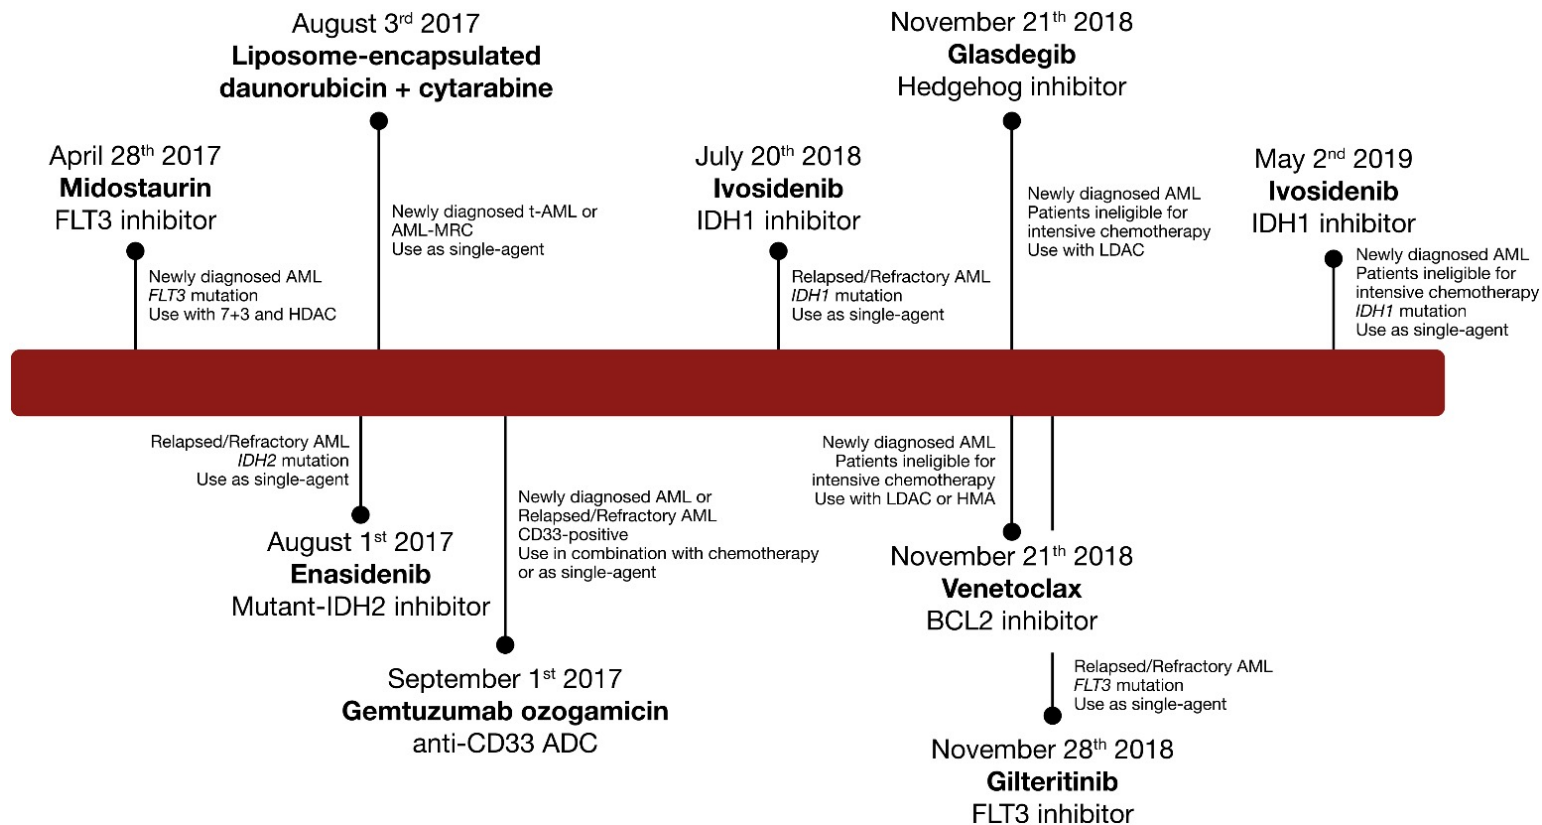 August 3rd 2017
Liposome-encapsulated
daunorubicin + cytarabine
November 21th 2018
Glasdegib
Hedgehog inhibitor
April 28th 2017
Midostaurin
FLT3 inhibitor
July 20th 2018
Ivosidenib
IDH1 inhibitor
May 2nd 2019
Ivosidenib
IDH1 inhibitor
Newly diagnosed AML
FLT3 mutation
Use with 7+3 and HDAC
Newly diagnosed t-AML or
AML-MRC
Use as single-agent
Relapsed/Refractory AML
IDH1 mutation
Use as single-agent
Newly diagnosed AML
Patients ineligible for
intensive chemotherapy
Use with LDAC
Newly diagnosed AML
Patients ineligible for
intensive chemotherapy
IDH1 mutation
Use as single-agent
Relapsed/Refractory AML
IDH2 mutation
Use as single-agent
August 1st 2017
Enasidenib
Mutant-IDH2 inhibitor
Newly diagnosed AML or
Relapsed/Refractory AML
CD33-positive
Use in combination with chemotherapy
or as single-agent
September 1st 2017
Gemtuzumab ozogamicin
anti-CD33 ADC
Newly diagnosed AML
Patients ineligible for
intensive chemotherapy
Use with LDAC or HMA
November 21th 2018
Venetoclax
BCL2 inhibitor
Relapsed/Refractory AML
FLT3 mutation
Use as single-agent
November 28th 2018
Gilteritinib
FLT3 inhibitor